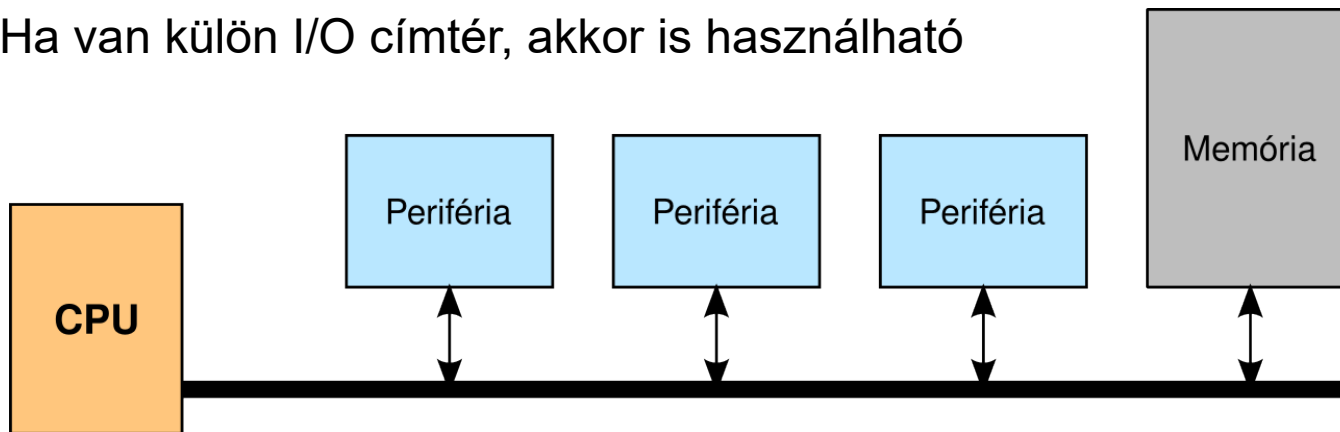 Ha van külön I/O címtér, akkor is használható
Memória
Periféria
Periféria
Periféria
CPU